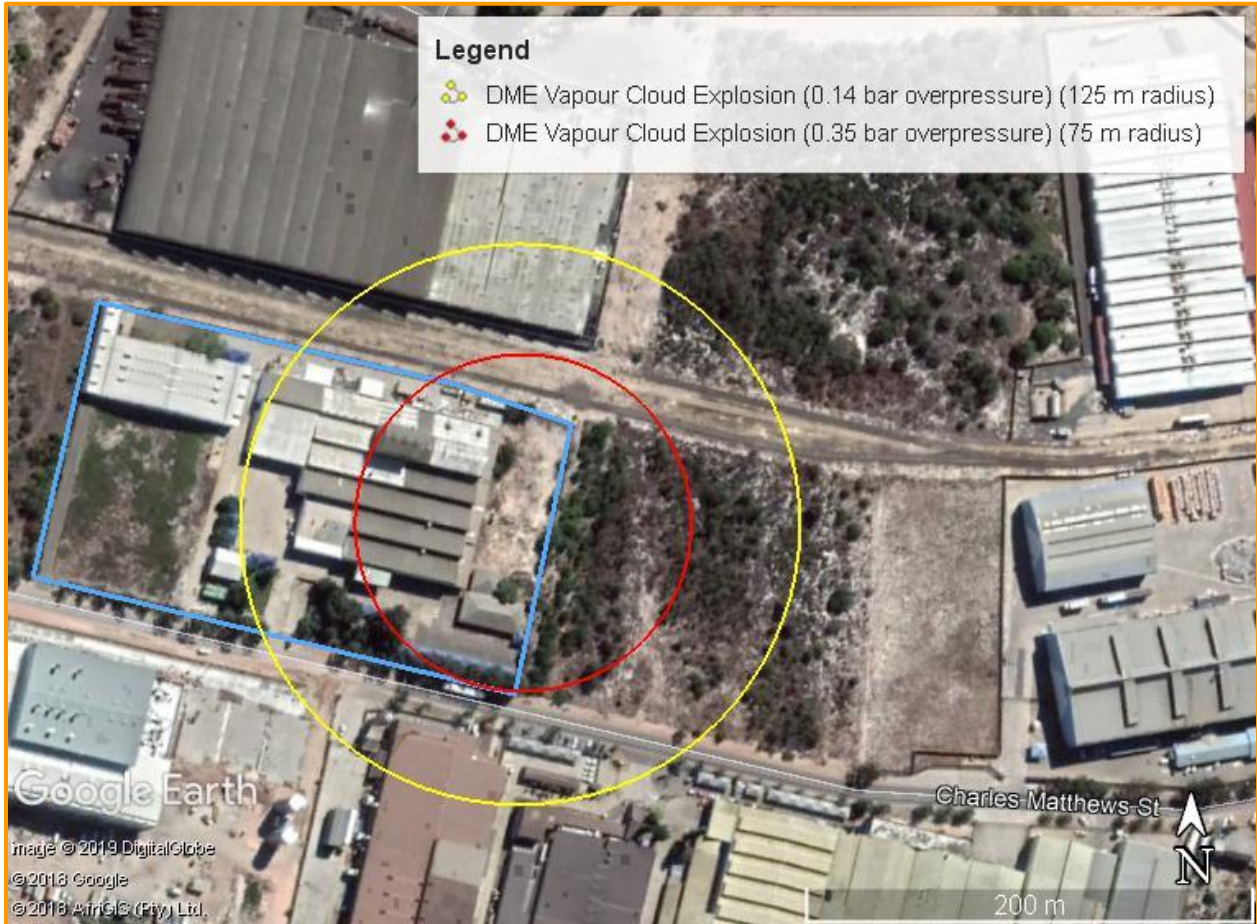 Legend
DME Vapour Cloud Explosion (0.14 bar overpressure) (125 m radius)
DME Vapour Cloud Explosion (0.35 bar overpressure) (75 m radius)
Charles Matthews St
Google Earth
N
Image © 2019 DigitalGlobe
© 2018 Google
© 2018 AfriGIS (Pty) Ltd.
200 m